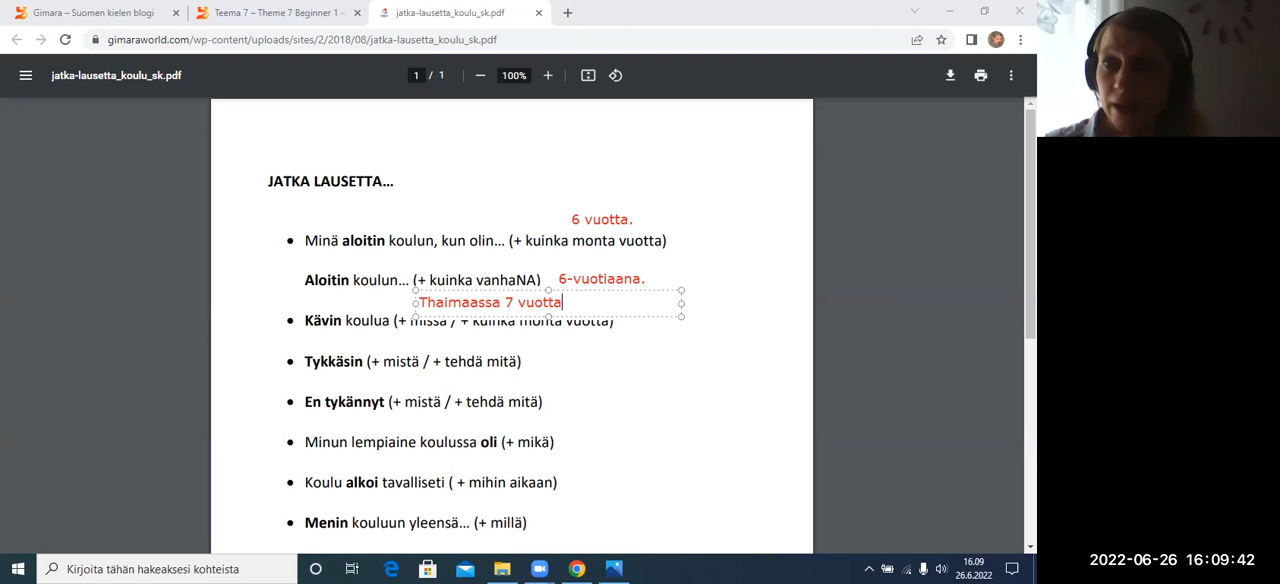 Gimara – Suomen kielen blogi
Teema 7 – Theme 7 Beginner 1 –
jatka-lausetta_koulu_sk.pdf
gimaraworld.com/wp-content/uploads/sites/2/2018/08/jatka-lausetta_koulu_sk.pdf
jatka-lausetta_koulu_sk.pdf
1 / 1
100%
JATKA LAUSETTA...
6 vuotta.
Minä aloitin koulun, kun olin... (+ kuinka monta vuotta)
Aloitin koulun... (+ kuinka vanhaNA) 6-vuotiaana.
Thaimaassa 7 vuotta
Kävin koulua (+ missä / + kuinka monta vuotta)
Tykkäsin (+ mistä / + tehdä mitä)
En tykännyt (+ mistä / + tehdä mitä)
Minun lempiaine koulussa oli (+ mikä)
Koulu alkoi tavalliseti ( + mihin aikaan)
Menin kouluun yleensä... (+ millä)
Kirjoita tähän hakeaksesi kohteista
16.09
26.6.2022
2022-06-26 16:09:42